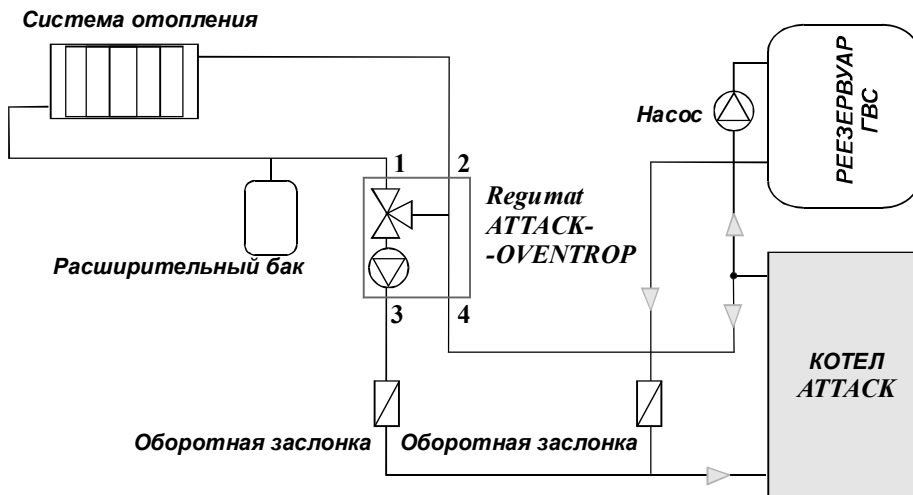 Система отопления
Насос
РЕЕЗЕРВУАР
ГВС
1
2
Regumat
ATTACK-
-OVENTROP
Расширительный бак
3
4
КОТЕЛ
ATTACK
Оборотная заслонка
Оборотная заслонка